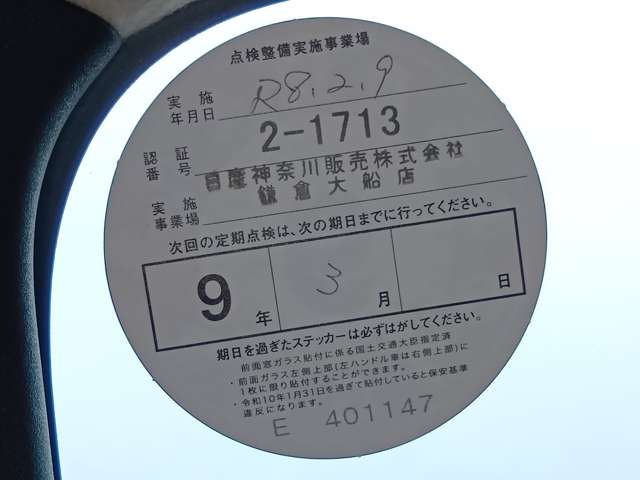 点検整備実施事業場
実施年月日 R8.2.9
認証番号 2-1713
実施事業場 日産神奈川販売株式会社
鎌倉大船店
次回の定期点検は、次の期日までに行ってください。
9年 3月 日
期日を過ぎたステッカーは必ずはがしてください。
前面窓ガラス貼付に係る国土交通大臣指定済
・前面ガラス左側上部(左ハンドル車は右側上部)に
1枚に限り貼付することができます。
・令和10年1月31日を過ぎて貼付していると保安基準
違反になります。
E 401147